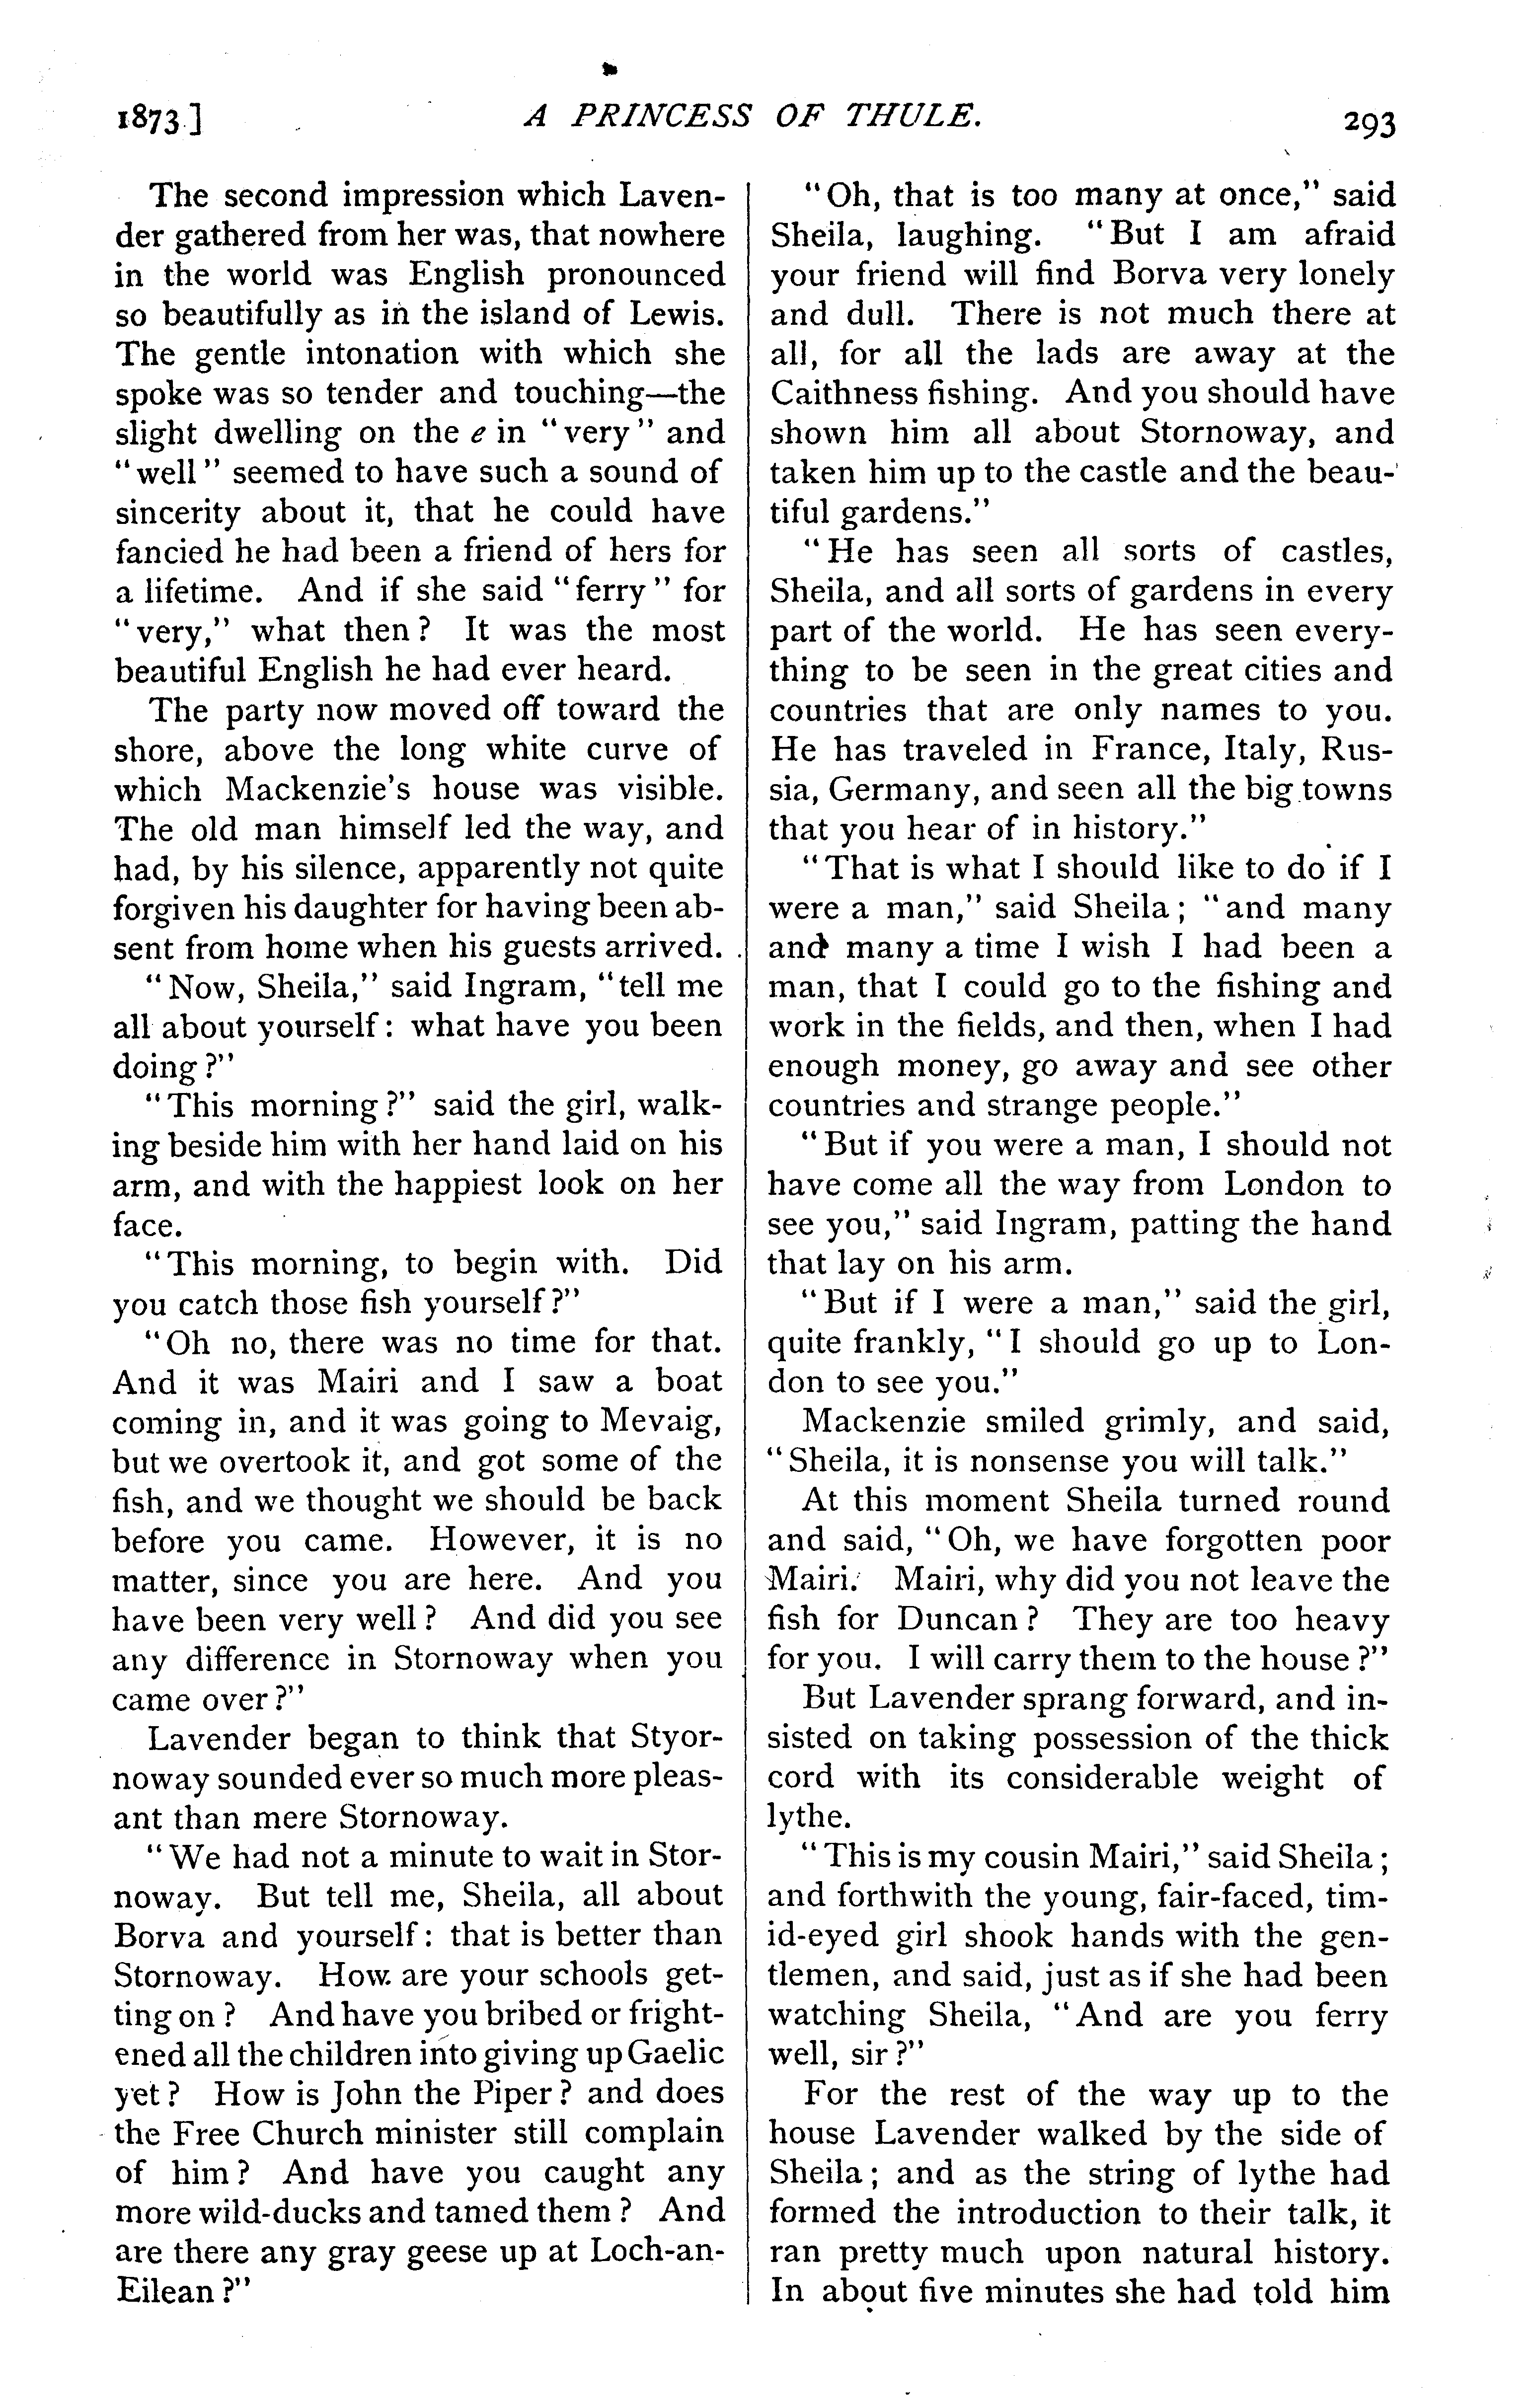 1873.] A PRINCESS OF THULE. 293
The second impression which Laven-
der gathered from her was, that nowhere
in the world was English pronounced
so beautifully as in the island of Lewis.
The gentle intonation with which she
spoke was so tender and touching—the
slight dwelling on the e in "very" and
"well" seemed to have such a sound of
sincerity about it, that he could have
fancied he had been a friend of hers for
a lifetime. And if she said "ferry" for
"very," what then? It was the most
beautiful English he had ever heard.
The party now moved off toward the
shore, above the long white curve of
which Mackenzie's house was visible.
The old man himself led the way, and
had, by his silence, apparently not quite
forgiven his daughter for having been ab-
sent from home when his guests arrived.
"Now, Sheila," said Ingram, "tell me
all about yourself: what have you been
doing?"
"This morning?" said the girl, walk-
ing beside him with her hand laid on his
arm, and with the happiest look on her
face.
"This morning, to begin with. Did
you catch those fish yourself?"
"Oh no, there was no time for that.
And it was Mairi and I saw a boat
coming in, and it was going to Mevaig,
but we overtook it, and got some of the
fish, and we thought we should be back
before you came. However, it is no
matter, since you are here. And you
have been very well? And did you see
any difference in Stornoway when you
came over?"
Lavender began to think that Styor-
noway sounded ever so much more pleas-
ant than mere Stornoway.
"We had not a minute to wait in Stor-
noway. But tell me, Sheila, all about
Borva and yourself: that is better than
Stornoway. How are your schools get-
ting on? And have you bribed or fright-
ened all the children into giving up Gaelic
yet? How is John the Piper? and does
the Free Church minister still complain
of him? And have you caught any
more wild-ducks and tamed them? And
are there any gray geese up at Loch-an-
Eilean?"
"Oh, that is too many at once," said
Sheila, laughing. "But I am afraid
your friend will find Borva very lonely
and dull. There is not much there at
all, for all the lads are away at the
Caithness fishing. And you should have
shown him all about Stornoway, and
taken him up to the castle and the beau-
tiful gardens."
"He has seen all sorts of castles,
Sheila, and all sorts of gardens in every
part of the world. He has seen every-
thing to be seen in the great cities and
countries that are only names to you.
He has traveled in France, Italy, Rus-
sia, Germany, and seen all the big towns
that you hear of in history."
"That is what I should like to do if I
were a man," said Sheila; "and many
and many a time I wish I had been a
man, that I could go to the fishing and
work in the fields, and then, when I had
enough money, go away and see other
countries and strange people."
"But if you were a man, I should not
have come all the way from London to
see you," said Ingram, patting the hand
that lay on his arm.
"But if I were a man," said the girl,
quite frankly, "I should go up to Lon-
don to see you."
Mackenzie smiled grimly, and said,
"Sheila, it is nonsense you will talk."
At this moment Sheila turned round
and said, "Oh, we have forgotten poor
Mairi. Mairi, why did you not leave the
fish for Duncan? They are too heavy
for you. I will carry them to the house?"
But Lavender sprang forward, and in-
sisted on taking possession of the thick
cord with its considerable weight of
lythe.
"This is my cousin Mairi," said Sheila;
and forthwith the young, fair-faced, tim-
id-eyed girl shook hands with the gen-
tlemen, and said, just as if she had been
watching Sheila, "And are you ferry
well, sir?"
For the rest of the way up to the
house Lavender walked by the side of
Sheila; and as the string of lythe had
formed the introduction to their talk, it
ran pretty much upon natural history.
In about five minutes she had told him